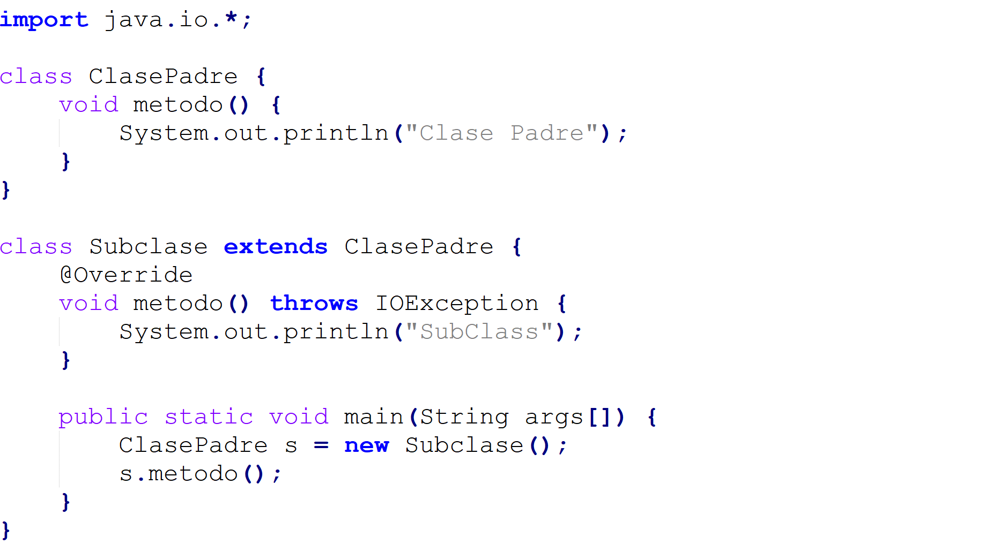 import java.io.*;
class ClasePadre {
void metodo() {
System.out.println("Clase Padre");
}
}
class Subclase extends ClasePadre {
@Override
void metodo() throws IOException {
System.out.println("SubClass");
}
public static void main(String args[]) {
ClasePadre s = new Subclase();
s.metodo();
}
}